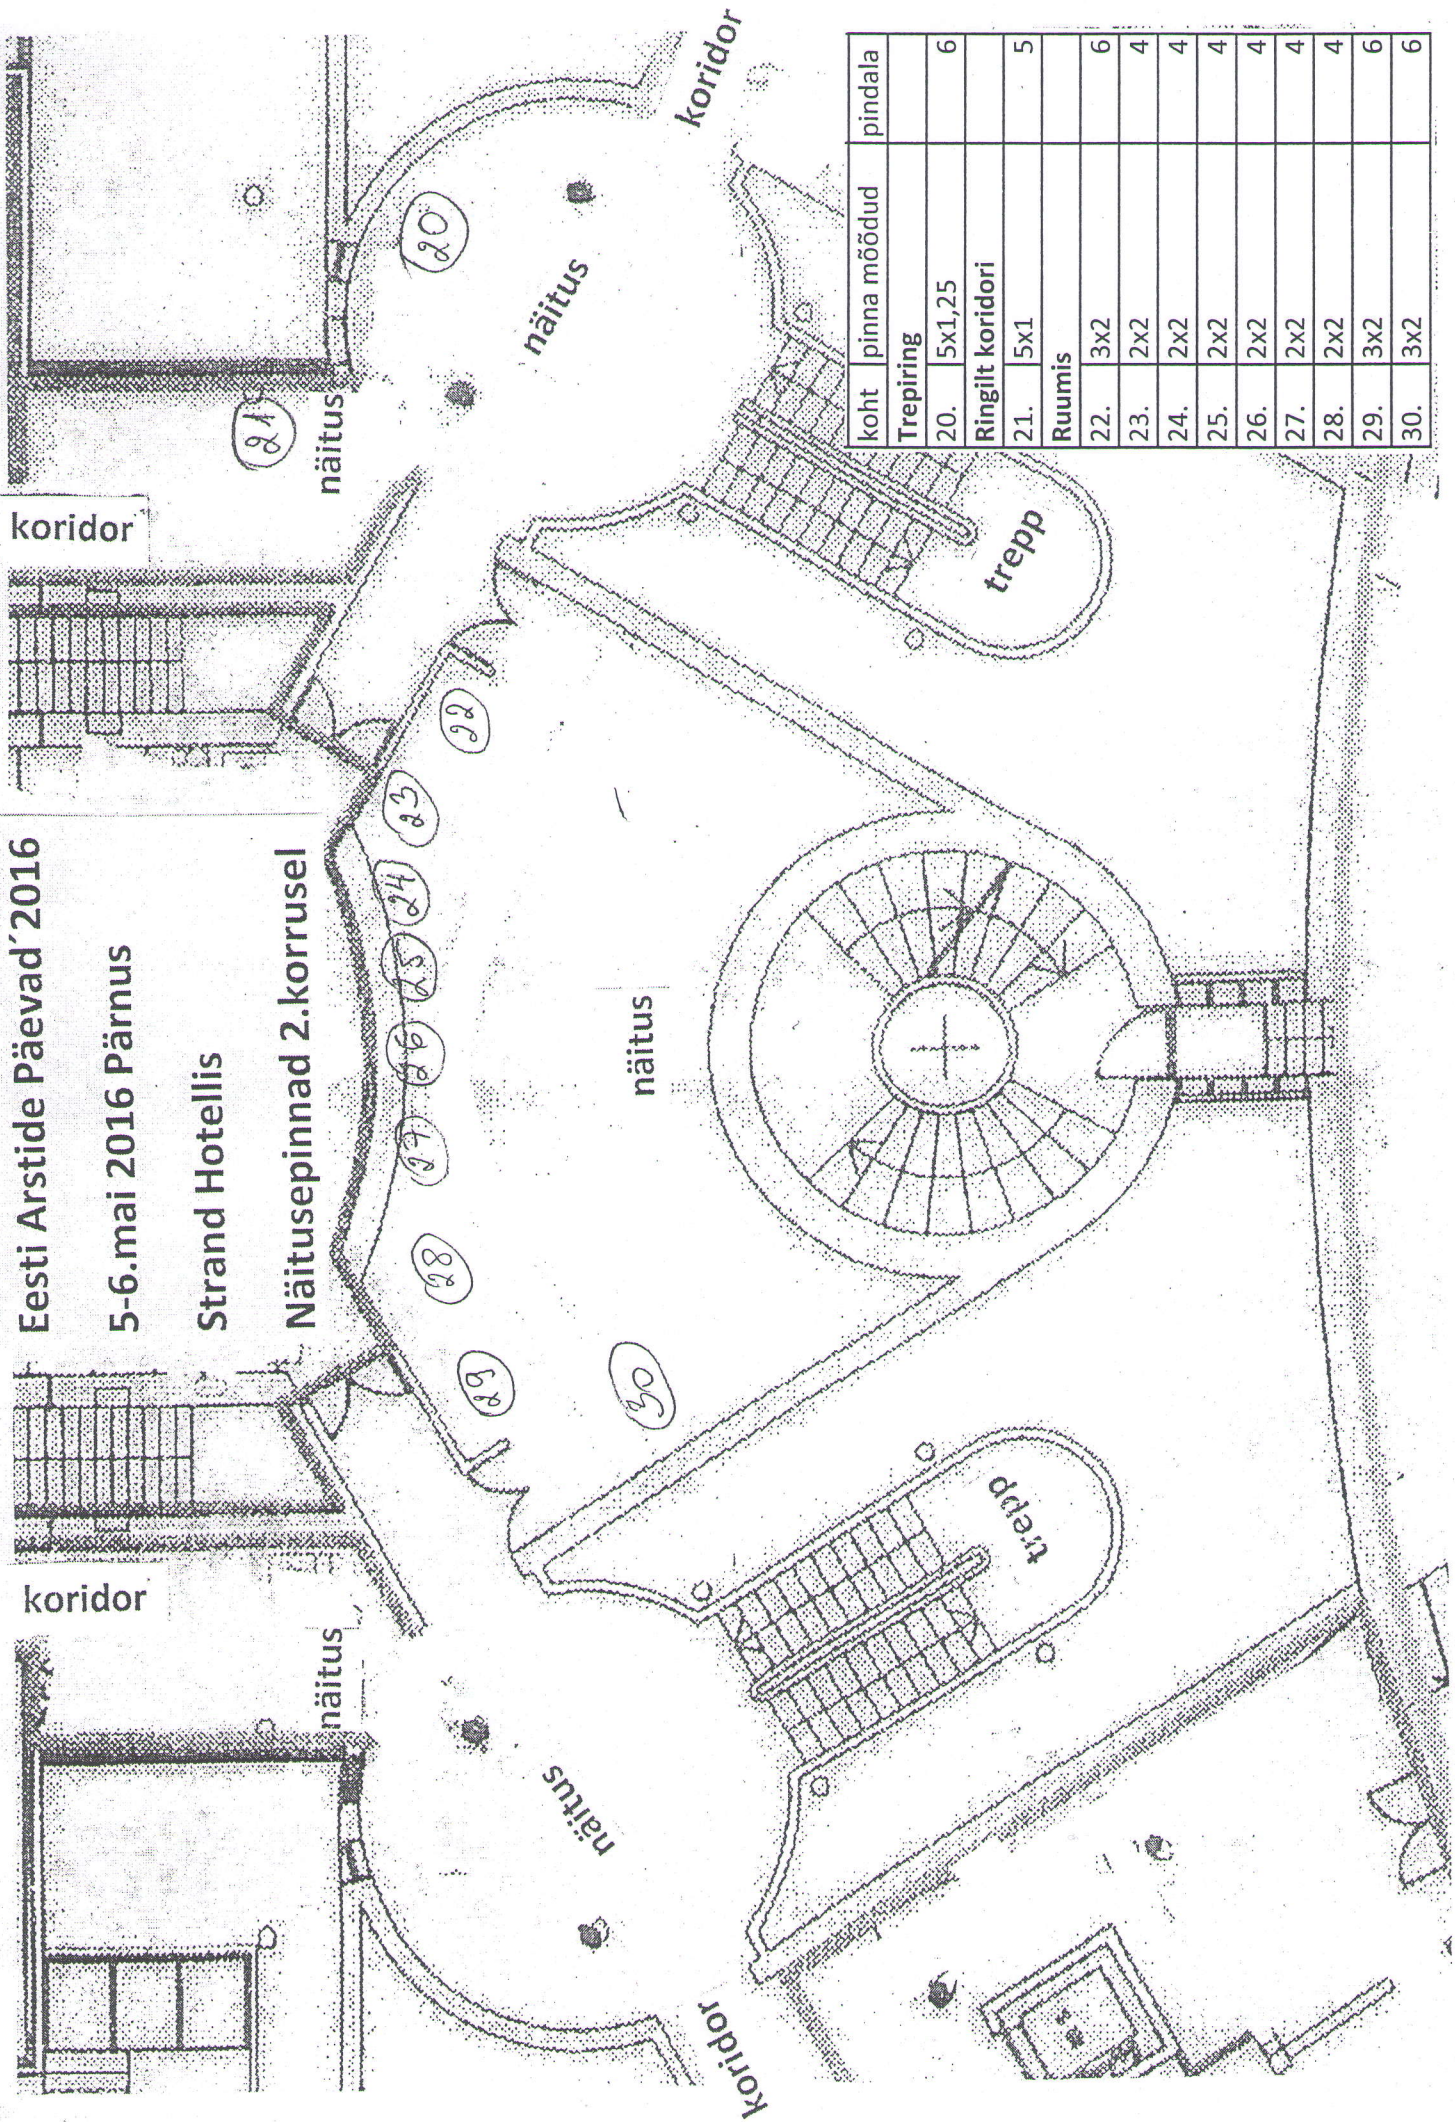 Eesti Arstide Päevad´2016
5-6.mai 2016 Pärnus
Strand Hotellis
Näitusepinnad 2.korrusel
koridor
koridor
näitus
näitus
21
20
29
28
27
26
25
24
23
22
30
näitus
näitus
näitus
koridor
koridor
trepp
trepp
koht pinna mõõdud pindala
Trepiring
20. 5x1,25 6
Ringilt koridori
21. 5x1 5
Ruumis
22. 3x2 6
23. 2x2 4
24. 2x2 4
25. 2x2 4
26. 2x2 4
27. 2x2 4
28. 2x2 4
29. 3x2 6
30. 3x2 6